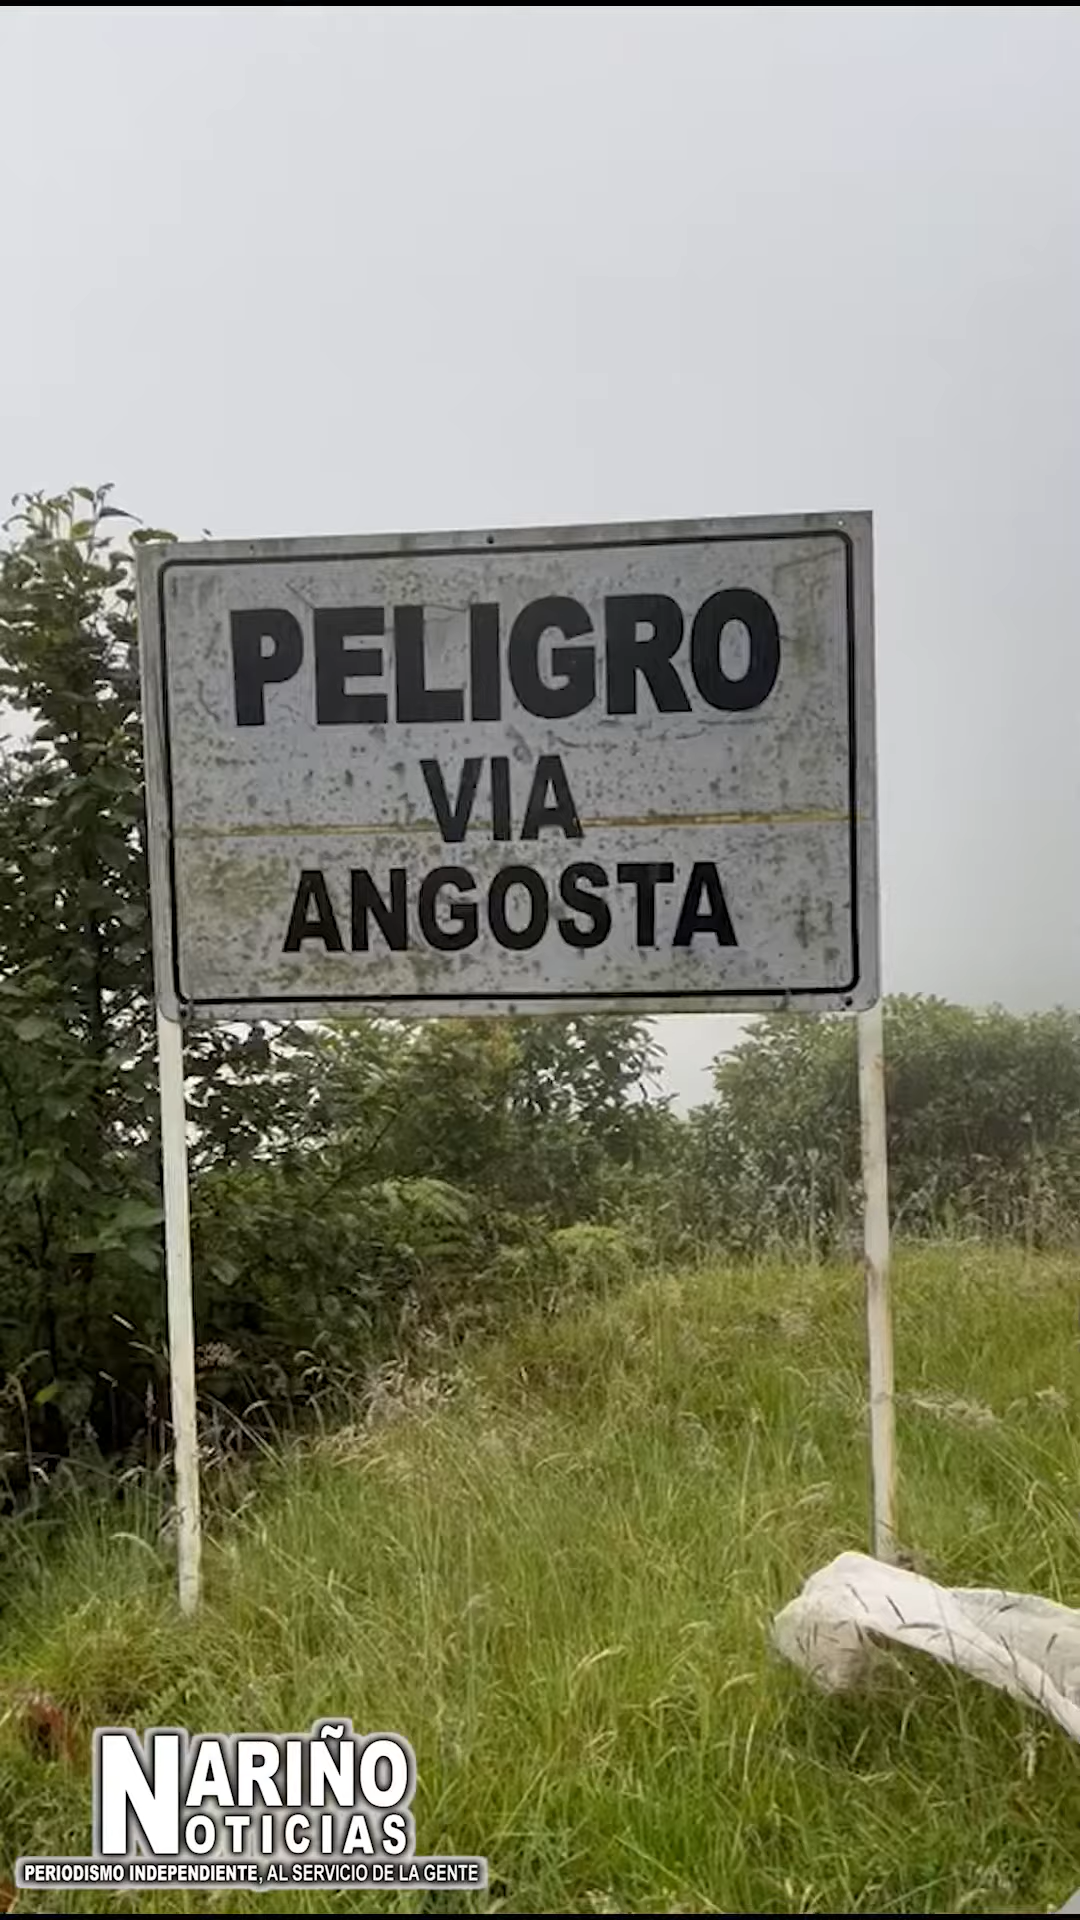 PELIGRO
VIA
ANGOSTA
NARIÑO
NOTICIAS
PERIODISMO INDEPENDIENTE, AL SERVICIO DE LA GENTE